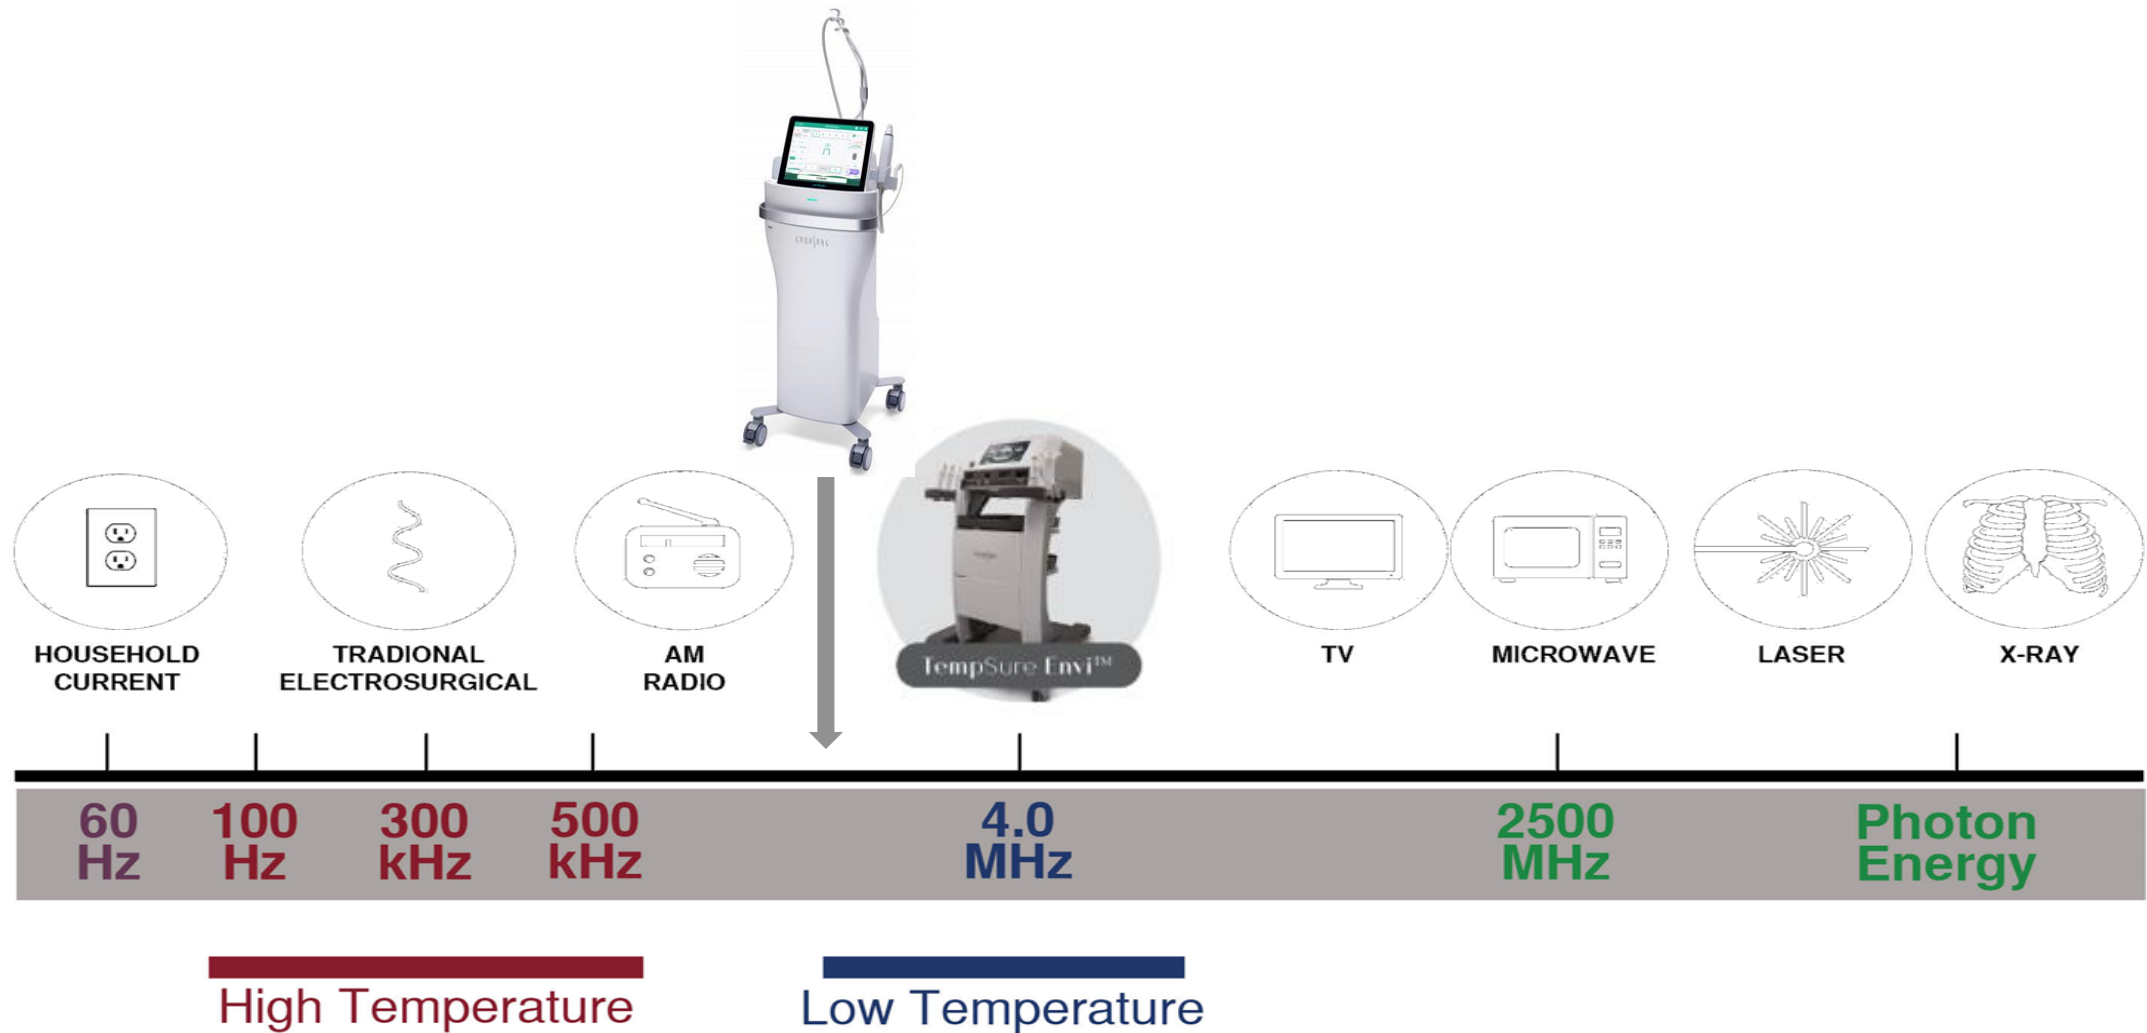 TempSure Envi™
HOUSEHOLD
CURRENT
TRADIONAL
ELECTROSURGICAL
AM
RADIO
TV
MICROWAVE
LASER
X-RAY
60
Hz
100
Hz
300
kHz
500
kHz
4.0
MHz
2500
MHz
Photon
Energy
High Temperature
Low Temperature